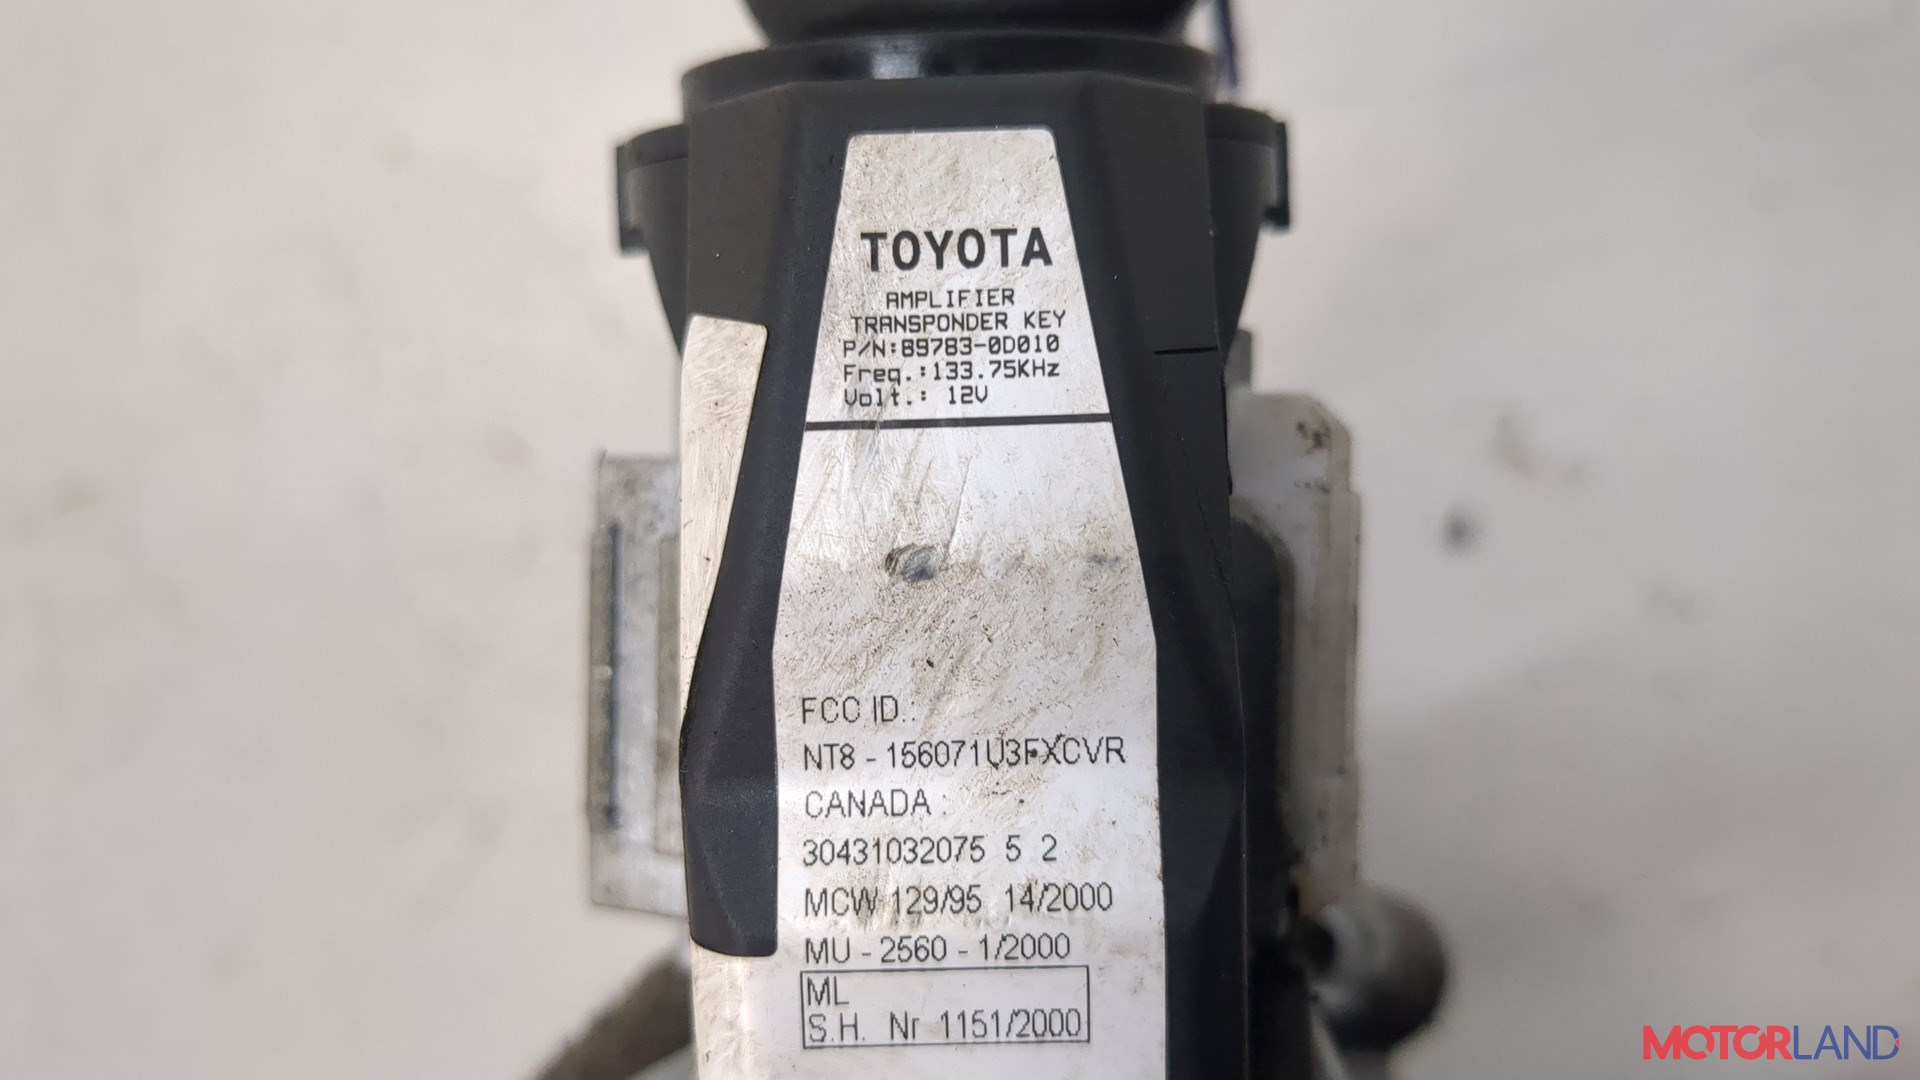 TOYOTA
AMPLIFIER
TRANSPONDER KEY
P/N:89783-0D010
Freq.:133.75KHz
Volt.: 12V
FCC ID.:
NT8 - 156071U3FXCVR
CANADA :
30431032075 5 2
MCW 129/95 14/2000
MU - 2560 - 1/2000
ML
S.H. Nr 1151/2000
MOTORLAND